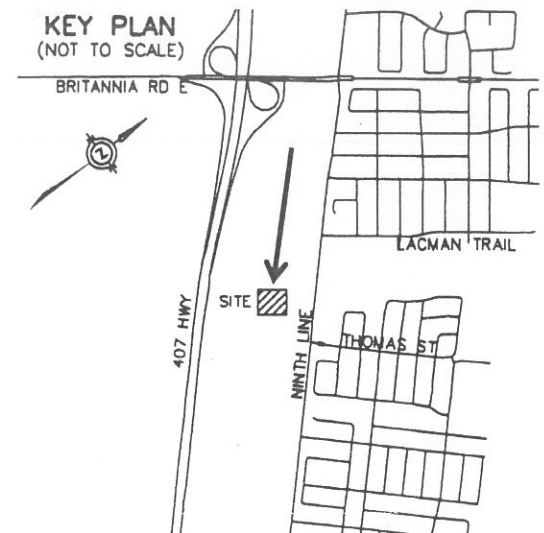 KEY PLAN
(NOT TO SCALE)
BRITANNIA RD E
N
LACMAN TRAIL
SITE
407 HWY
NINTH LINE
THOMAS ST